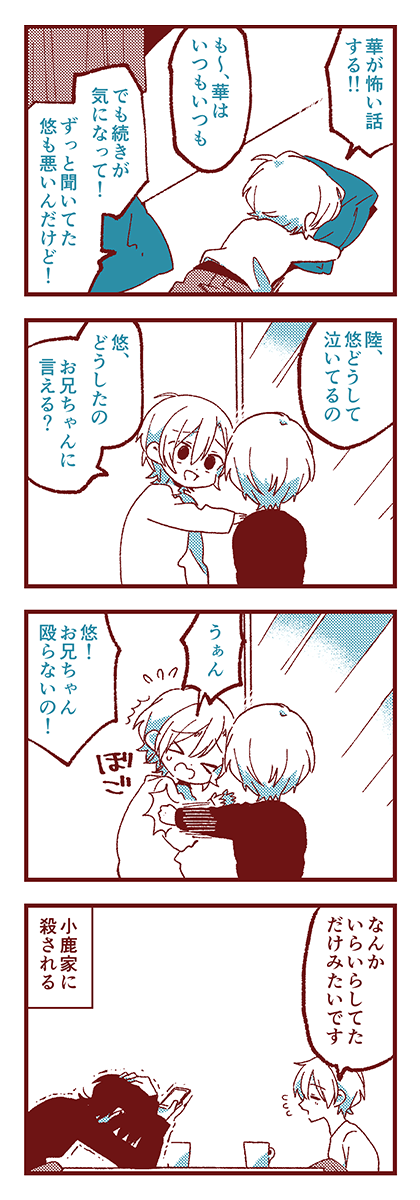 華が怖い話
する!!
も〜、華は
いつもいつも
でも続きが
気になって!
ずっと聞いてた
悠も悪いんだけど!
陸、
悠どうして
泣いてるの
悠、
どうしたの
お兄ちゃんに
言える?
うぁん
ぼご
悠!
お兄ちゃん
殴らないの!
なんか
いらいらしてた
だけみたいです
小鹿家に
殺される